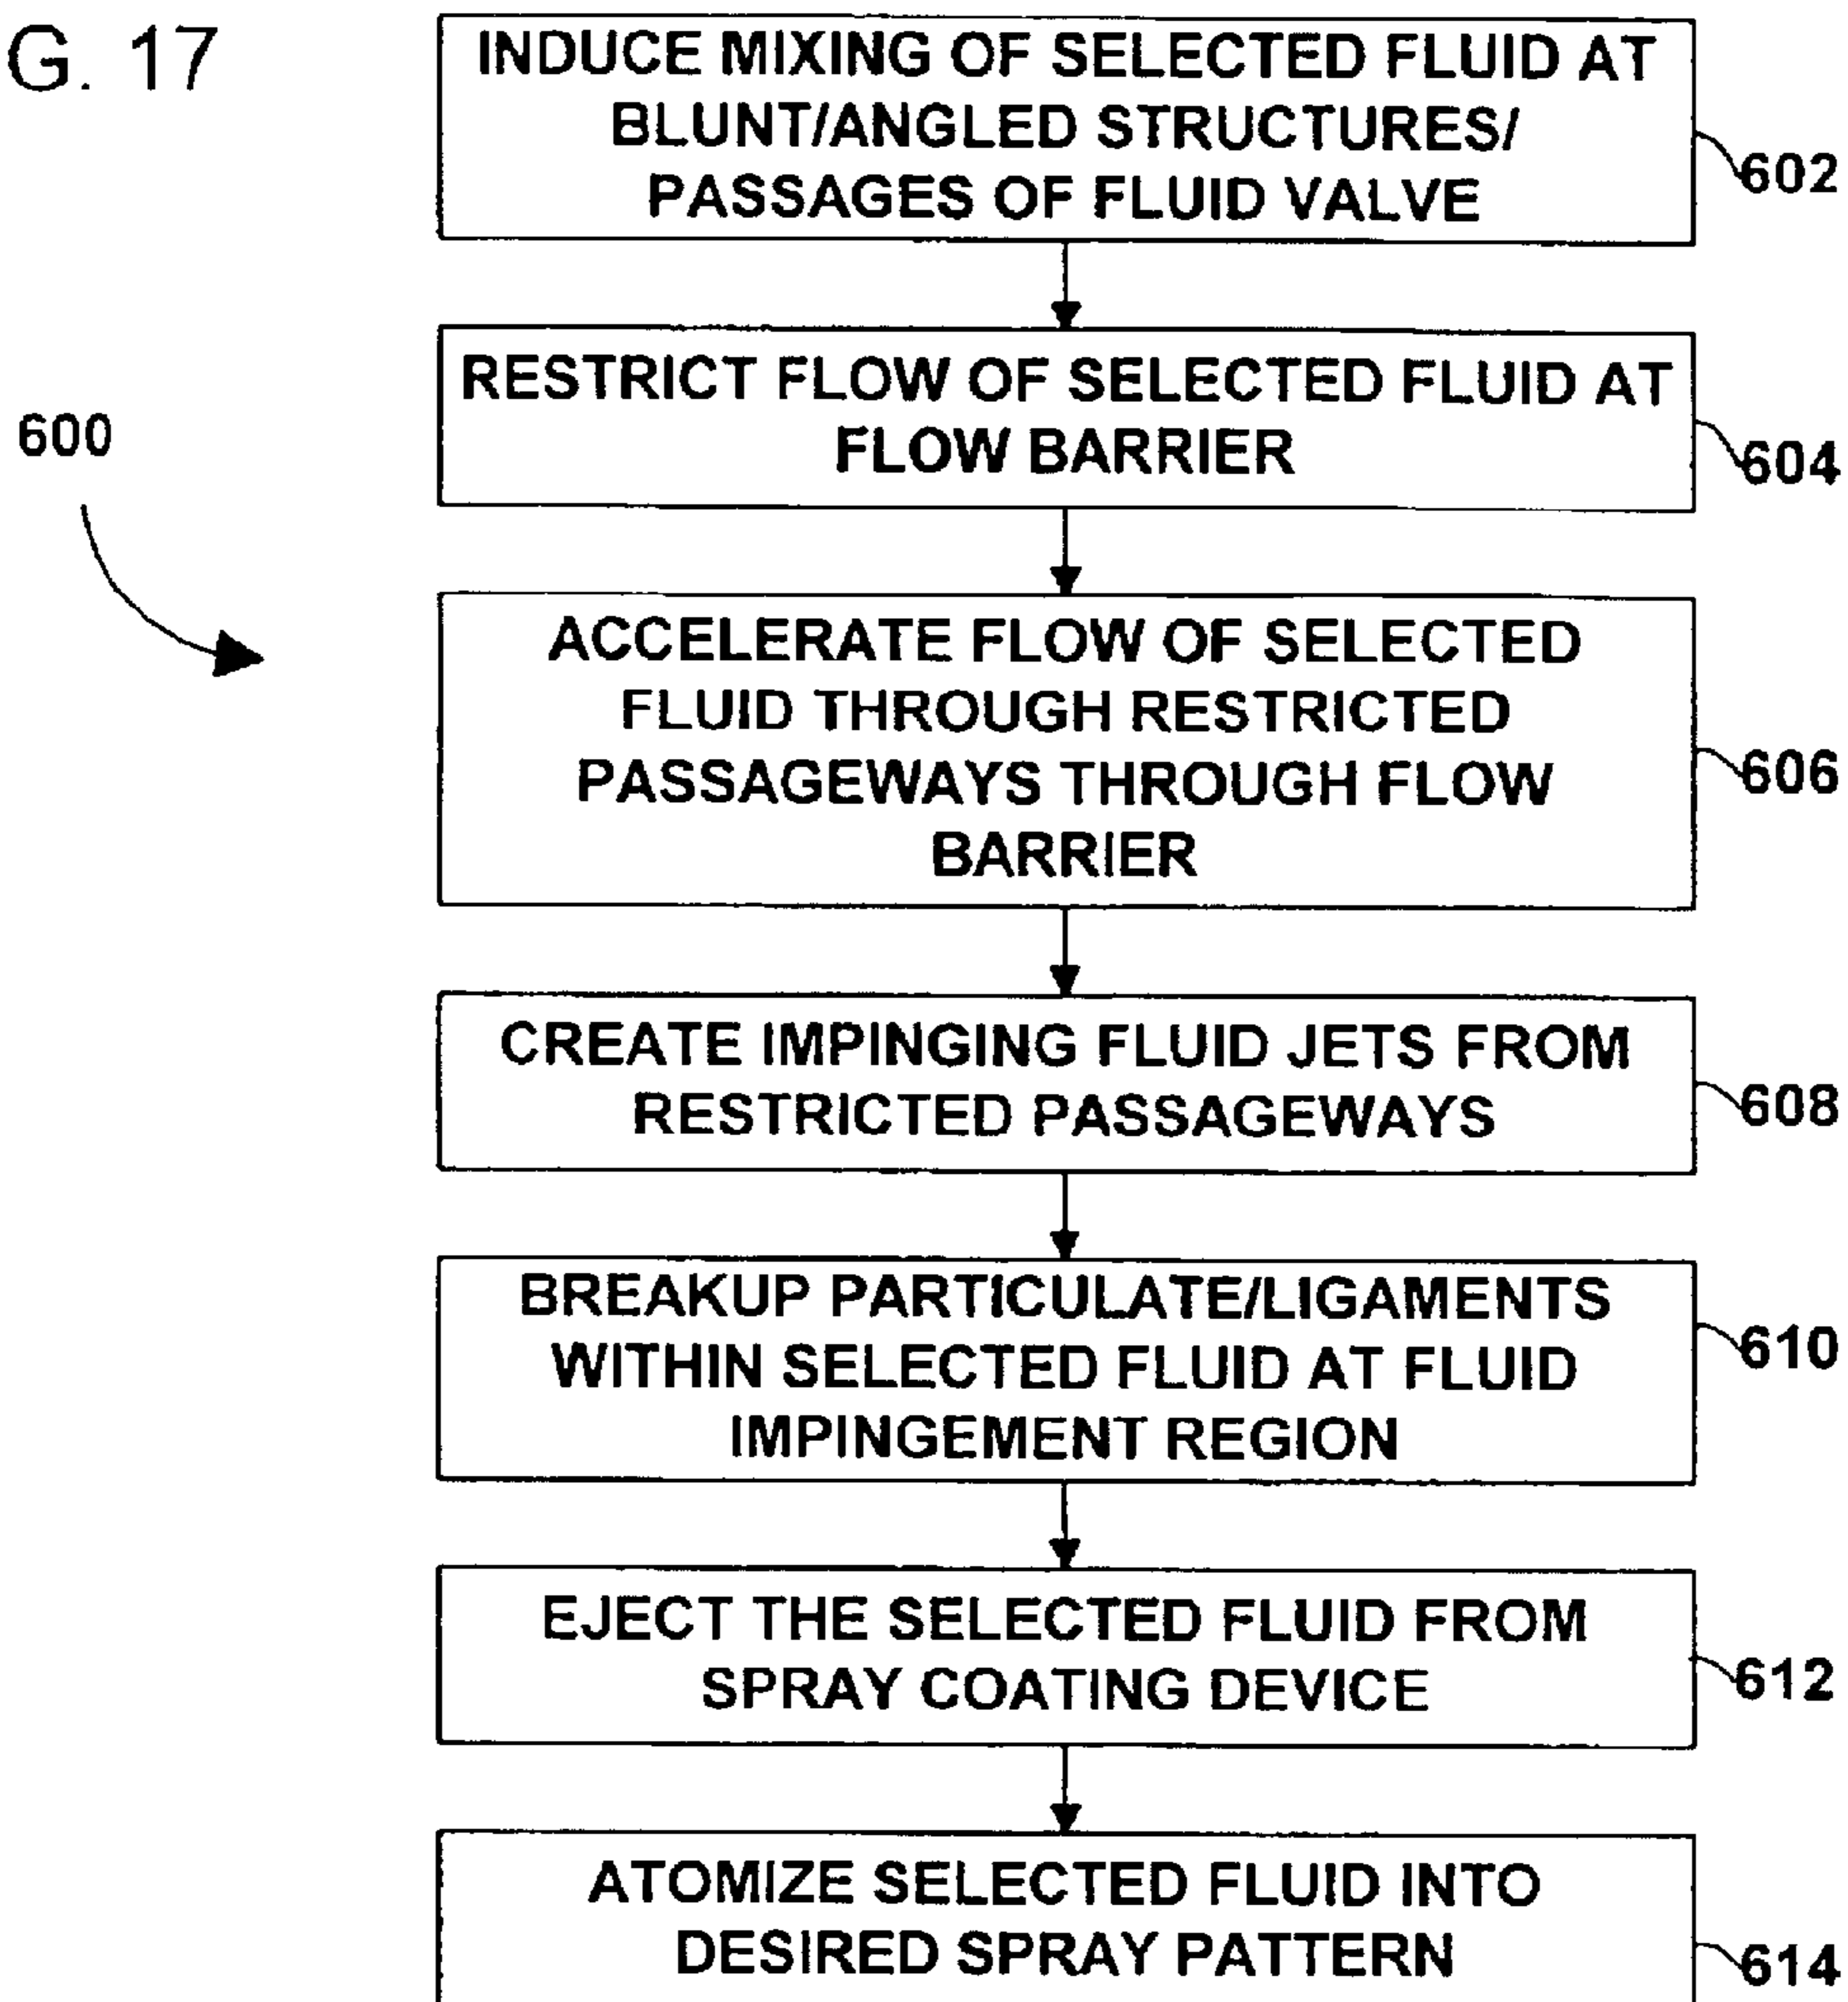 G. 17
INDUCE MIXING OF SELECTED FLUID AT
BLUNT/ANGLED STRUCTURES/
PASSAGES OF FLUID VALVE
602
RESTRICT FLOW OF SELECTED FLUID AT
FLOW BARRIER
604
600
ACCELERATE FLOW OF SELECTED
FLUID THROUGH RESTRICTED
PASSAGEWAYS THROUGH FLOW
BARRIER
606
CREATE IMPINGING FLUID JETS FROM
RESTRICTED PASSAGEWAYS
608
BREAKUP PARTICULATE/LIGAMENTS
WITHIN SELECTED FLUID AT FLUID
IMPINGEMENT REGION
610
EJECT THE SELECTED FLUID FROM
SPRAY COATING DEVICE
612
ATOMIZE SELECTED FLUID INTO
DESIRED SPRAY PATTERN
614